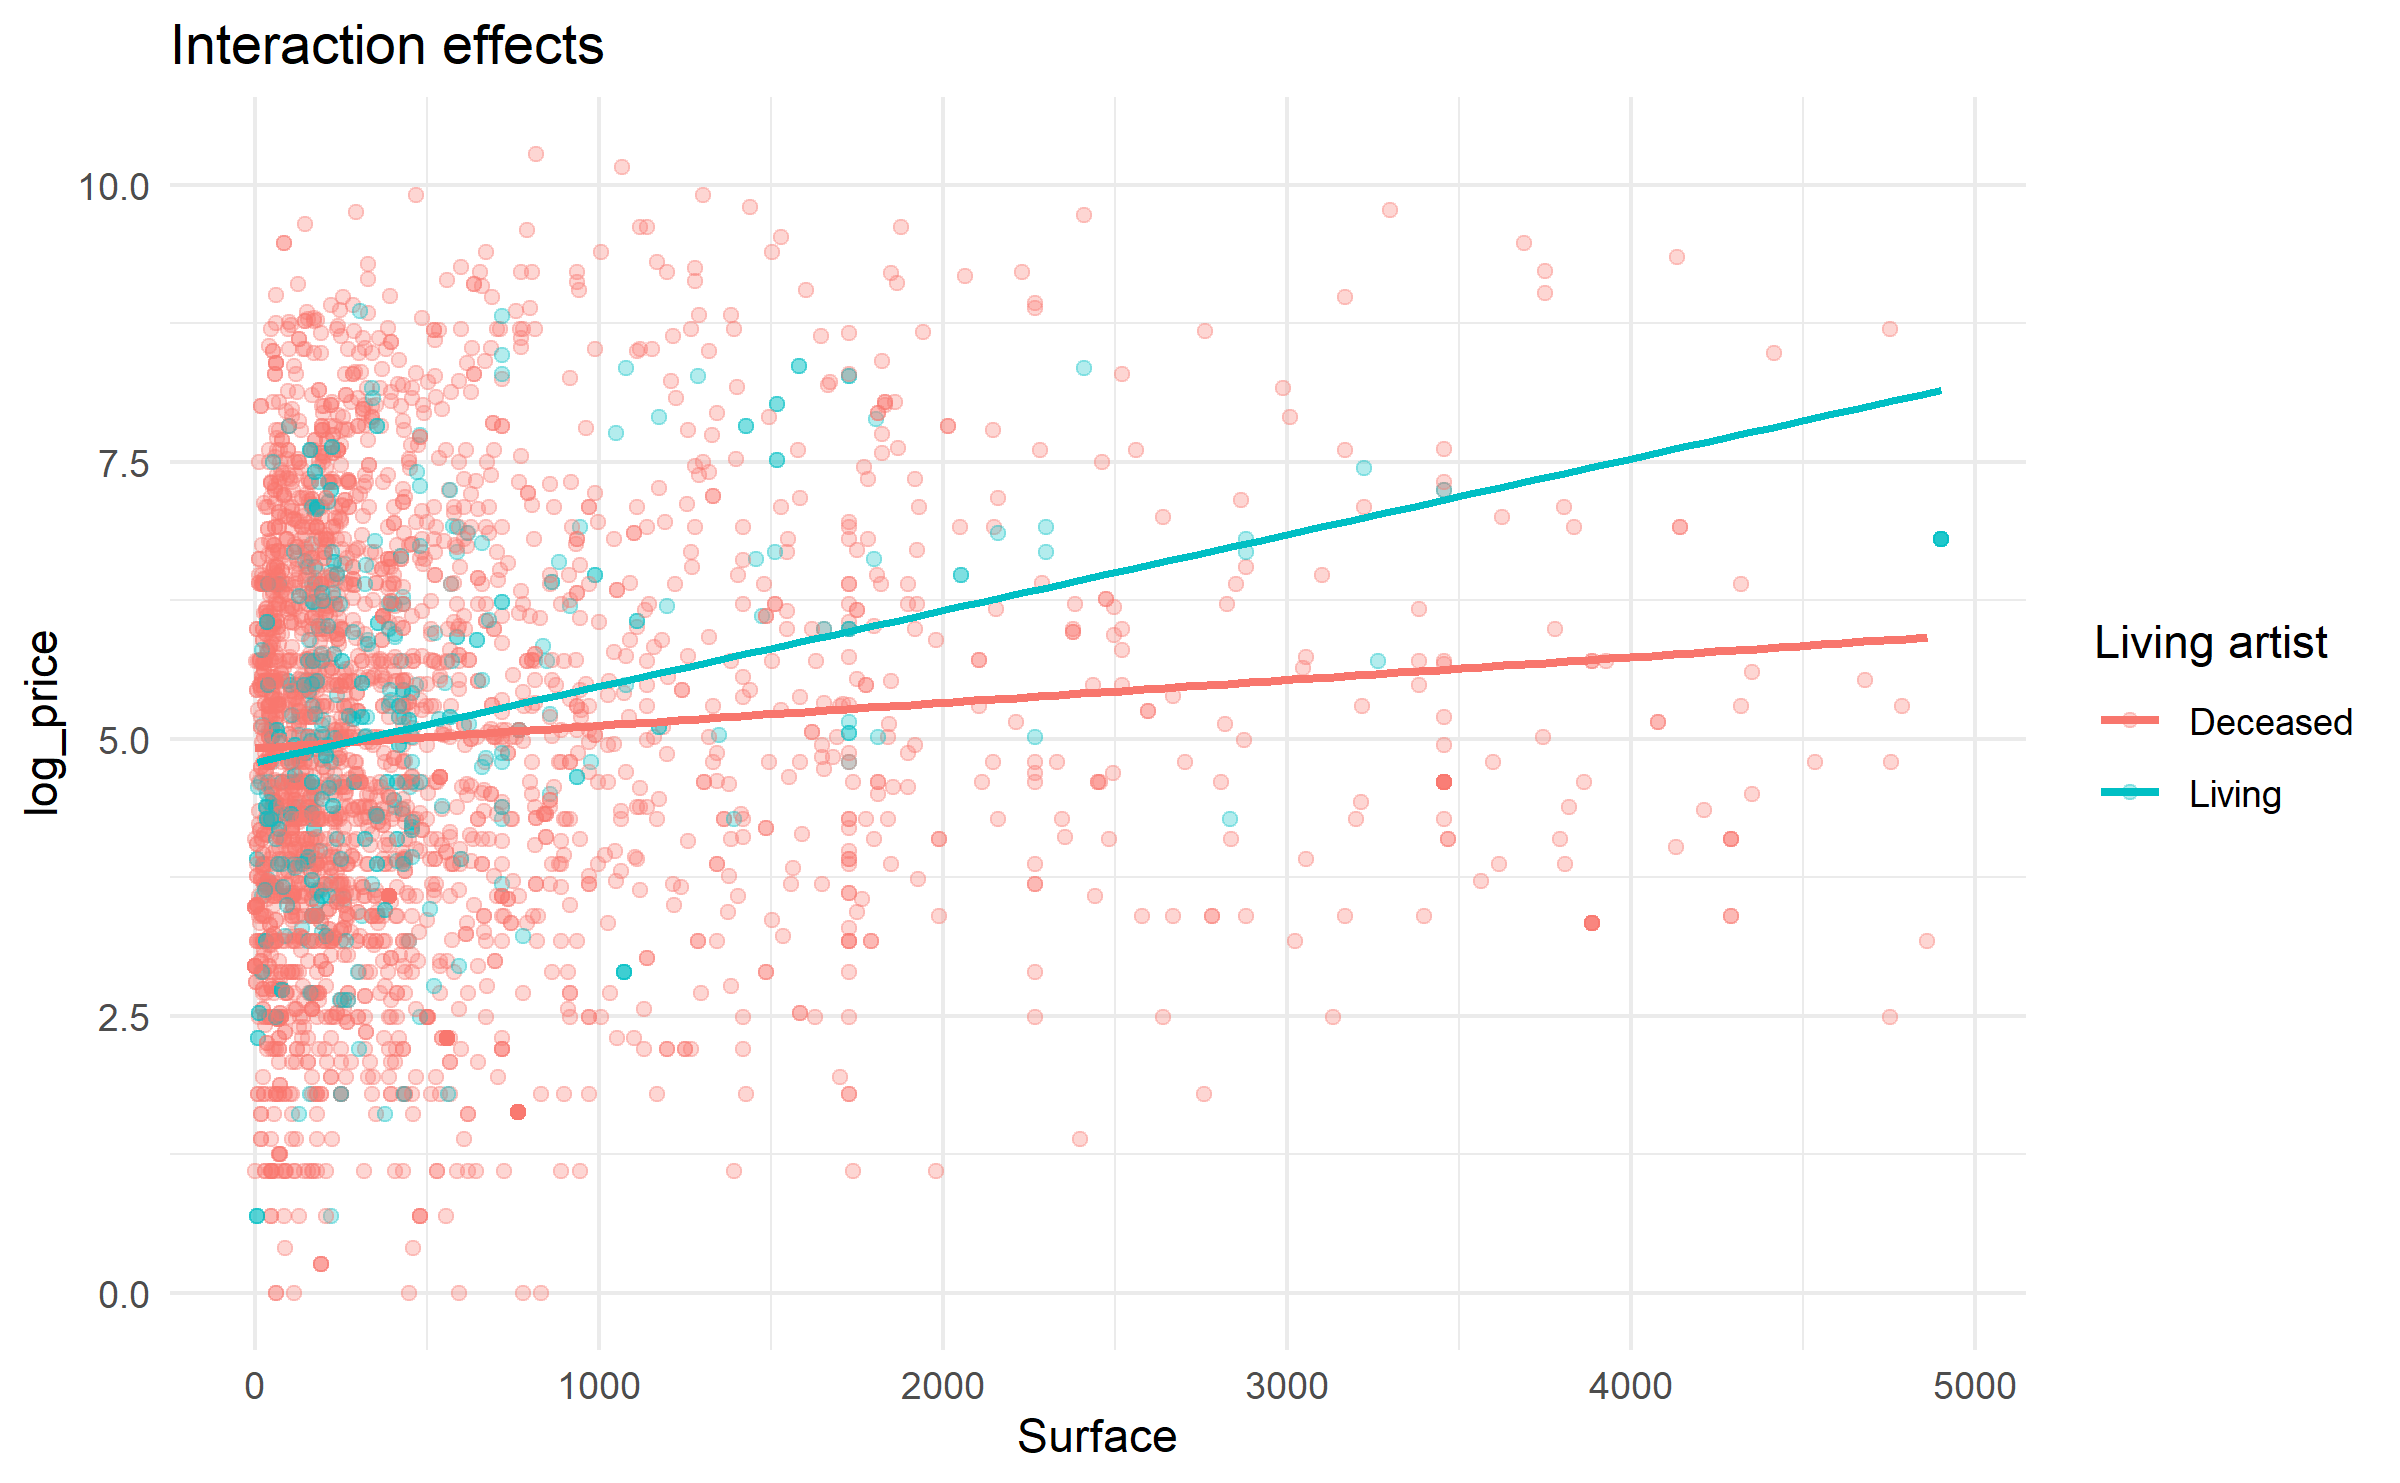 Interaction effects
10.0
7.5
5.0
2.5
0.0
log_price
0 1000 2000 3000 4000 5000
Surface
Living artist
Deceased
Living